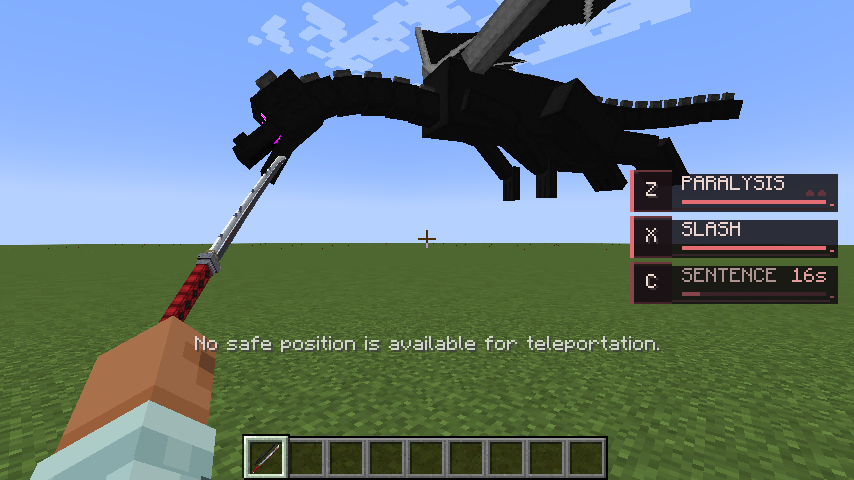 Z PARALYSIS
X SLASH
C SENTENCE 16s
No safe position is available for teleportation.